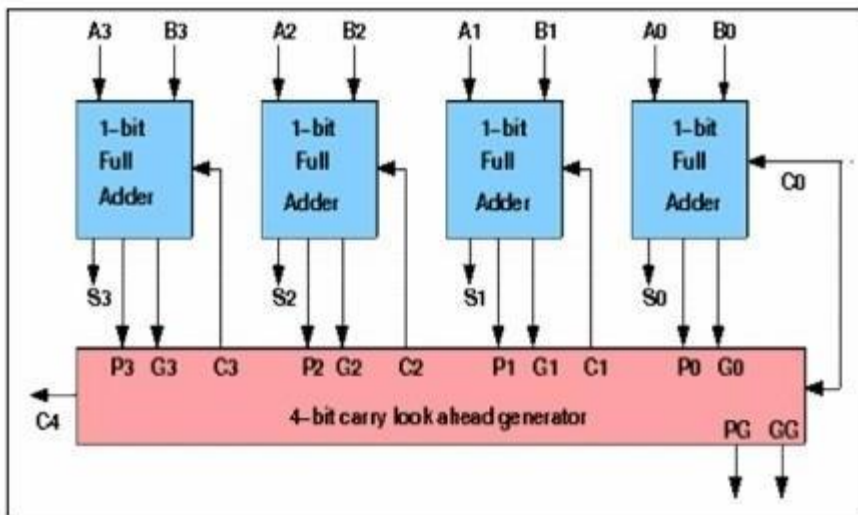 A3 B3 A2 B2 A1 B1 A0 B0
1-bit 1-bit 1-bit 1-bit
Full Full Full Full
Adder Adder Adder Adder
C0
S3 S2 S1 S0
P3 G3 C3 P2 G2 C2 P1 G1 C1 P0 G0
C4
4-bit carry look ahead generator
PG GG